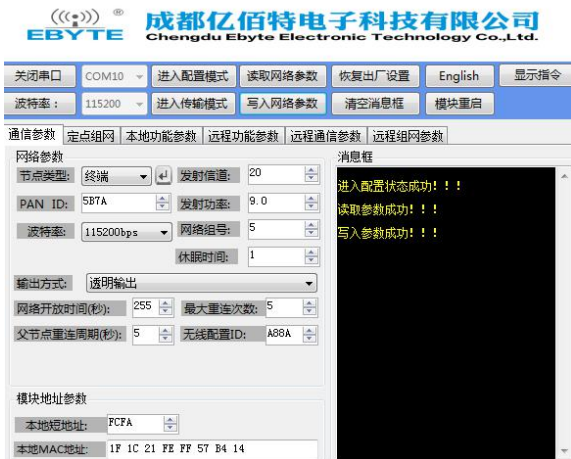 ((( ))) ®
EBYTE
成都亿佰特电子科技有限公司
Chengdu Ebyte Electronic Technology Co.,Ltd.
关闭串口 COM10 进入配置模式 读取网络参数 恢复出厂设置 English 显示指令
波特率： 115200 进入传输模式 写入网络参数 清空消息框 模块重启
通信参数 定点组网 本地功能参数 远程功能参数 远程通信参数 远程组网参数
网络参数
节点类型: 终端 发射信道: 20
PAN ID: 5B7A 发射功率: 9.0
波特率: 115200bps 网络组号: 5
休眠时间: 1
输出方式: 透明输出
网络开放时间(秒): 255 最大重连次数: 5
父节点重连周期(秒): 5 无线配置ID: A88A
模块地址参数
本地短地址: FCFA
本地MAC地址: 1F 1C 21 FE FF 57 B4 14
消息框
进入配置状态成功！！！
读取参数成功！！！
写入参数成功！！！